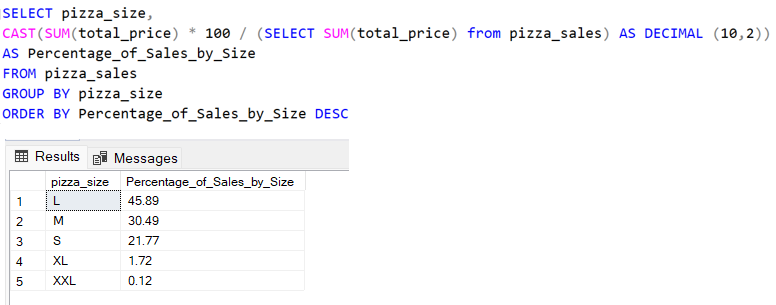 SELECT pizza_size,
CAST(SUM(total_price) * 100 / (SELECT SUM(total_price) from pizza_sales) AS DECIMAL (10,2))
AS Percentage_of_Sales_by_Size
FROM pizza_sales
GROUP BY pizza_size
ORDER BY Percentage_of_Sales_by_Size DESC
Results Messages
pizza_size Percentage_of_Sales_by_Size
1 L 45.89
2 M 30.49
3 S 21.77
4 XL 1.72
5 XXL 0.12